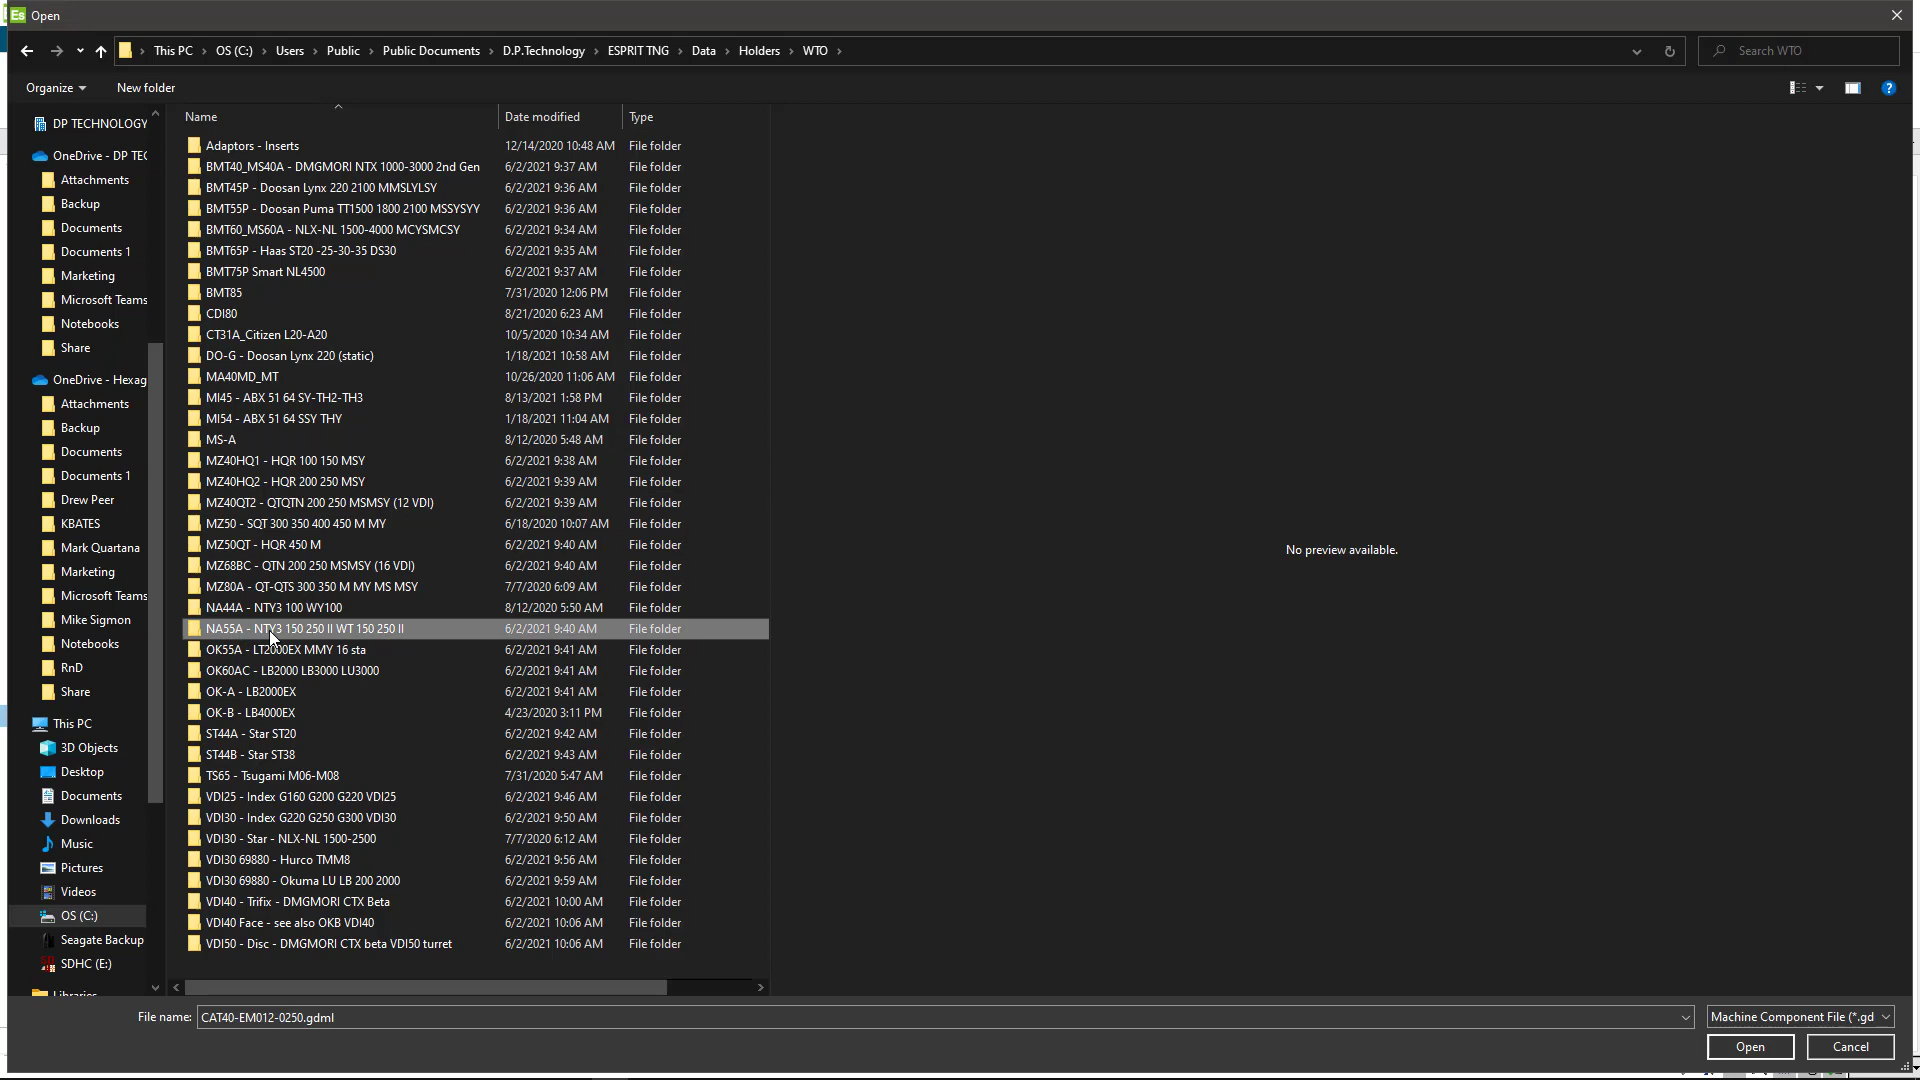 Es Open
This PC > OS (C:) > Users > Public > Public Documents > D.P.Technology > ESPRIT TNG > Data > Holders > WTO >
Search WTO
Organize
New folder
Name
Date modified
Type
DP TECHNOLOGY
OneDrive - DP TEC
Attachments
Backup
Documents
Documents 1
Marketing
Microsoft Teams
Notebooks
Share
OneDrive - Hexag
Attachments
Backup
Documents
Documents 1
Drew Peer
KBATES
Mark Quartana
Marketing
Microsoft Teams
Mike Sigmon
Notebooks
RnD
Share
This PC
3D Objects
Desktop
Documents
Downloads
Music
Pictures
Videos
OS (C:)
Seagate Backup
SDHC (E:)
Libraries
Adaptors - Inserts 12/14/2020 10:48 AM File folder
BMT40_MS40A - DMGMORI NTX 1000-3000 2nd Gen 6/2/2021 9:37 AM File folder
BMT45P - Doosan Lynx 220 2100 MMSLYLSY 6/2/2021 9:36 AM File folder
BMT55P - Doosan Puma TT1500 1800 2100 MSSYSYY 6/2/2021 9:36 AM File folder
BMT60_MS60A - NLX-NL 1500-4000 MCYSMCSY 6/2/2021 9:34 AM File folder
BMT65P - Haas ST20 -25-30-35 DS30 6/2/2021 9:35 AM File folder
BMT75P Smart NL4500 6/2/2021 9:37 AM File folder
BMT85 7/31/2020 12:06 PM File folder
CDI80 8/21/2020 6:23 AM File folder
CT31A_Citizen L20-A20 10/5/2020 10:34 AM File folder
DO-G - Doosan Lynx 220 (static) 1/18/2021 10:58 AM File folder
MA40MD_MT 10/26/2020 11:06 AM File folder
MI45 - ABX 51 64 SY-TH2-TH3 8/13/2021 1:58 PM File folder
MI54 - ABX 51 64 SSY THY 1/18/2021 11:04 AM File folder
MS-A 8/12/2020 5:48 AM File folder
MZ40HQ1 - HQR 100 150 MSY 6/2/2021 9:38 AM File folder
MZ40HQ2 - HQR 200 250 MSY 6/2/2021 9:39 AM File folder
MZ40QT2 - QTQTN 200 250 MSMSY (12 VDI) 6/2/2021 9:39 AM File folder
MZ50 - SQT 300 350 400 450 M MY 6/18/2020 10:07 AM File folder
MZ50QT - HQR 450 M 6/2/2021 9:40 AM File folder
MZ68BC - QTN 200 250 MSMSY (16 VDI) 6/2/2021 9:40 AM File folder
MZ80A - QT-QTS 300 350 M MY MS MSY 7/7/2020 6:09 AM File folder
NA44A - NTY3 100 WY100 8/12/2020 5:50 AM File folder
NA55A - NTY3 150 250 II WT 150 250 II 6/2/2021 9:40 AM File folder
OK55A - LT2000EX MMY 16 sta 6/2/2021 9:41 AM File folder
OK60AC - LB2000 LB3000 LU3000 6/2/2021 9:41 AM File folder
OK-A - LB2000EX 6/2/2021 9:41 AM File folder
OK-B - LB4000EX 4/23/2020 3:11 PM File folder
ST44A - Star ST20 6/2/2021 9:42 AM File folder
ST44B - Star ST38 6/2/2021 9:43 AM File folder
TS65 - Tsugami M06-M08 7/31/2020 5:47 AM File folder
VDI25 - Index G160 G200 G220 VDI25 6/2/2021 9:46 AM File folder
VDI30 - Index G220 G250 G300 VDI30 6/2/2021 9:50 AM File folder
VDI30 - Star - NLX-NL 1500-2500 7/7/2020 6:12 AM File folder
VDI30 69880 - Hurco TMM8 6/2/2021 9:56 AM File folder
VDI30 69880 - Okuma LU LB 200 2000 6/2/2021 9:59 AM File folder
VDI40 - Trifix - DMGMORI CTX Beta 6/2/2021 10:00 AM File folder
VDI40 Face - see also OKB VDI40 6/2/2021 10:06 AM File folder
VDI50 - Disc - DMGMORI CTX beta VDI50 turret 6/2/2021 10:06 AM File folder
No preview available.
File name: CAT40-EM012-0250.gdml
Machine Component File (*.gd
Open
Cancel